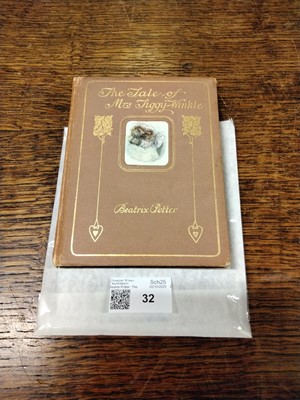 The Tale of
Mrs Tiggy-Winkle
Beatrix Potter
Sch25
32